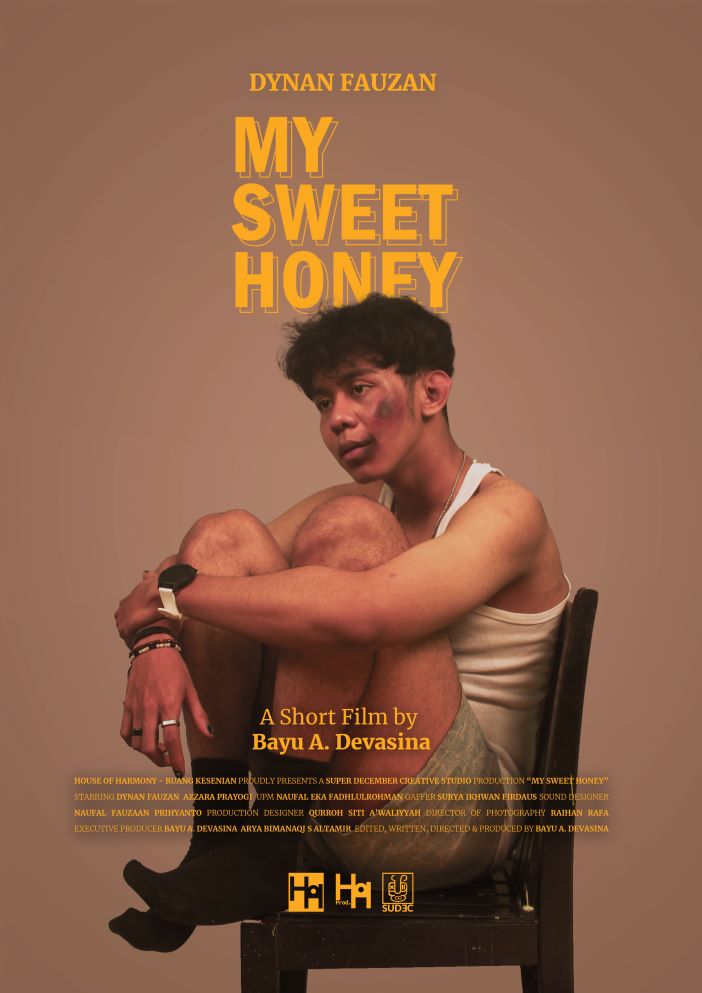 DYNAN FAUZAN
MY
SWEET
HONEY
A Short Film by
Bayu A. Devasina
HOUSE OF HARMONY - RUANG KESENIAN PROUDLY PRESENTS A SUPER DECEMBER CREATIVE STUDIO PRODUCTION “MY SWEET HONEY”
STARRING DYNAN FAUZAN AZZARA PRAYOGI UPM NAUFAL EKA FADHLULROHMAN GAFFER SURYA IKHWAN FIRDAUS SOUND DESIGNER
NAUFAL FAUZAAN PRIHYANTO PRODUCTION DESIGNER QURROH SITI A’WALIYYAH DIRECTOR OF PHOTOGRAPHY RAIHAN RAFA
EXECUTIVE PRODUCER BAYU A. DEVASINA ARYA BIMANAQJ S ALTAMIR EDITED, WRITTEN, DIRECTED & PRODUCED BY BAYU A. DEVASINA
Ha Ha Prod. SUDEC